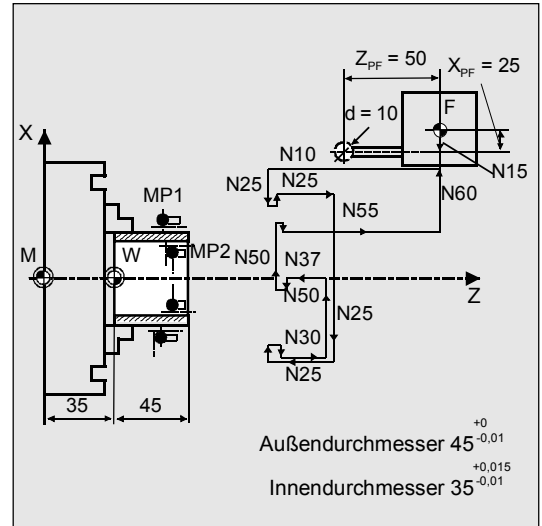 Z_PF = 50
X_PF = 25
d = 10
F
X
N10
N15
N25
N25
N60
MP1
N55
MP2
M
W
N50
N37
Z
N50
N25
N30
N25
35
45
Außendurchmesser 45 +0 -0,01
Innendurchmesser 35 +0,015 -0,01